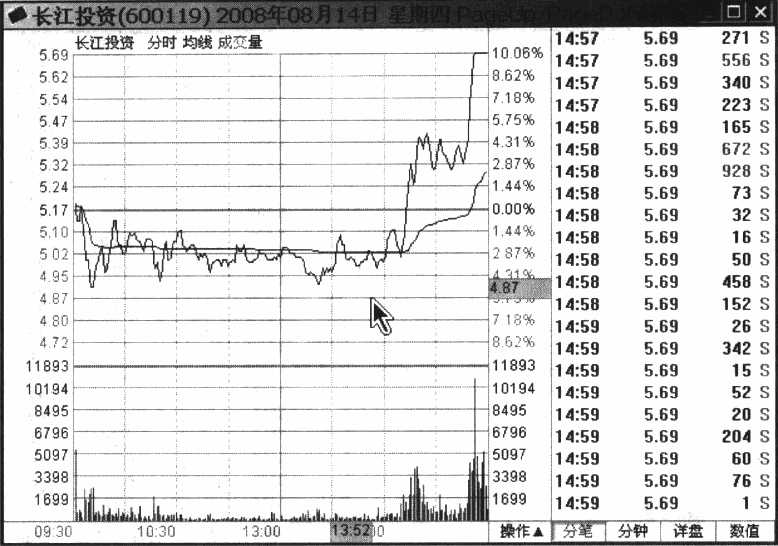 长江投资(600119) 2008年08月14日 星期四
长江投资 分时 均线 成交量
5.69 10.06%
5.62 8.62%
5.54 7.18%
5.47 5.75%
5.39 4.31%
5.32 2.87%
5.24 1.44%
5.17 0.00%
5.10 1.44%
5.02 2.87%
4.95 4.31%
4.87 4.87
4.80 7.18%
4.72 8.62%
11893 11893
10194 10194
8495 8495
6796 6796
5097 5097
3398 3398
1699 1699
09:30 10:30 13:00 13:52
14:57 5.69 271 S
14:57 5.69 556 S
14:57 5.69 340 S
14:57 5.69 223 S
14:58 5.69 165 S
14:58 5.69 672 S
14:58 5.69 928 S
14:58 5.69 73 S
14:58 5.69 32 S
14:58 5.69 16 S
14:58 5.69 50 S
14:58 5.69 458 S
14:58 5.69 152 S
14:59 5.69 26 S
14:59 5.69 342 S
14:59 5.69 15 S
14:59 5.69 52 S
14:59 5.69 20 S
14:59 5.69 204 S
14:59 5.69 60 S
14:59 5.69 76 S
14:59 5.69 1 S
操作▲ 分笔 分钟 详盘 数值